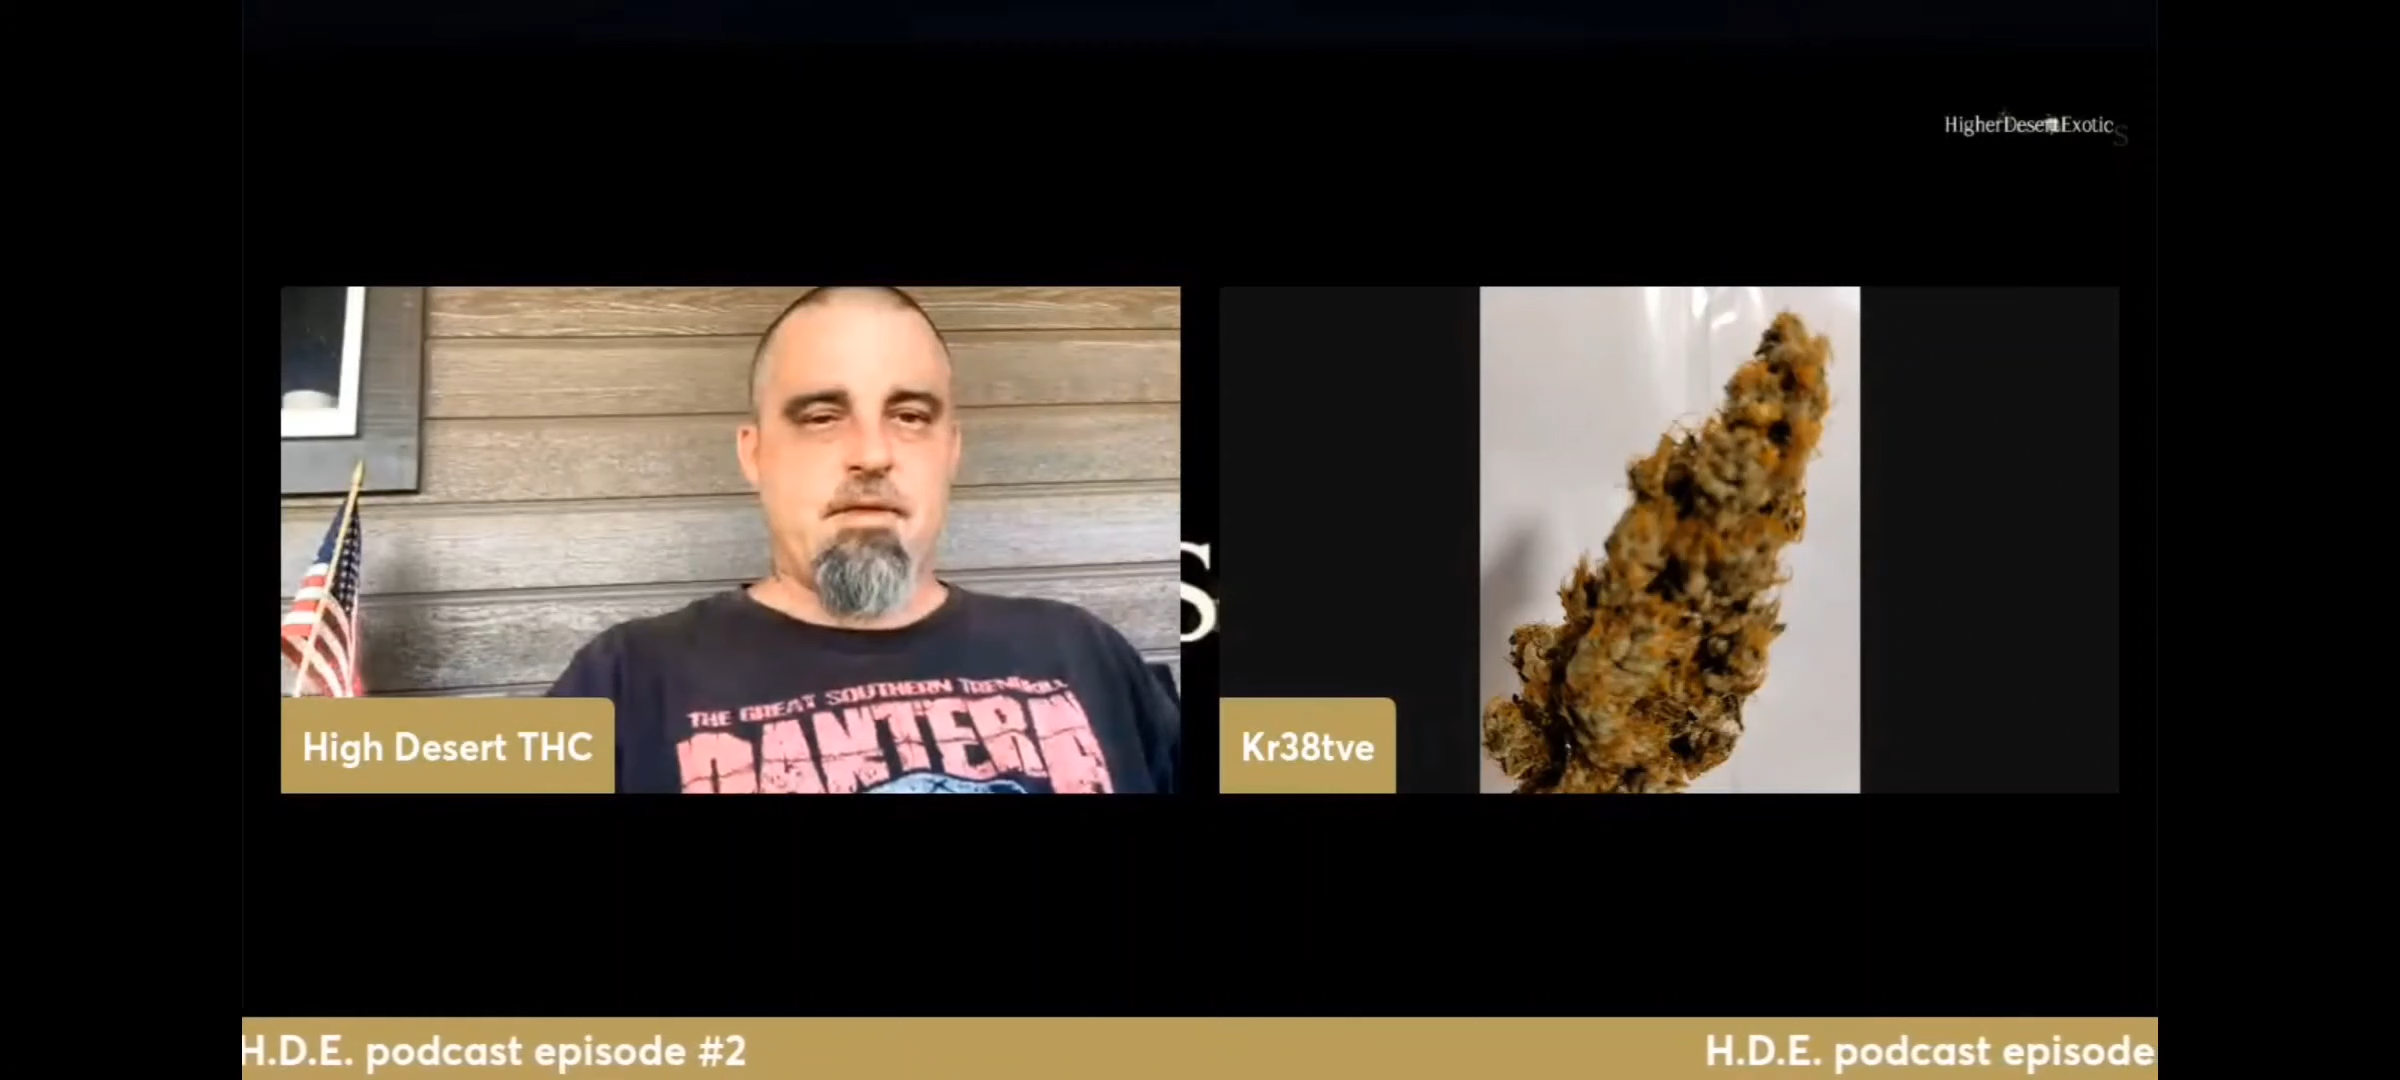 HigherDesertExotics
THE GREAT SOUTHERN TRENDKILL
PANTERA
S
High Desert THC
Kr38tve
H.D.E. podcast episode #2
H.D.E. podcast episode